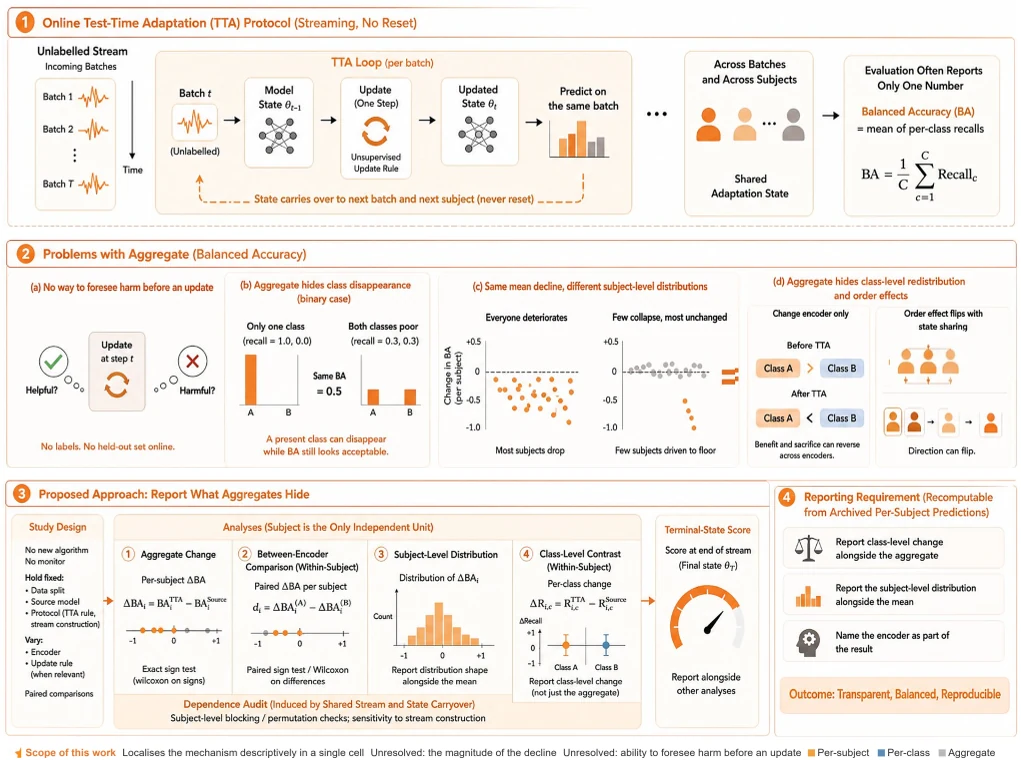 1 Online Test-Time Adaptation (TTA) Protocol (Streaming, No Reset)
Unlabelled Stream
Incoming Batches
Batch 1
Batch 2
⋮
Batch T
Time
TTA Loop (per batch)
Batch t
(Unlabelled)
Model
State θt−1
Update
(One Step)
Unsupervised
Update Rule
Updated
State θt
Predict on
the same batch
State carries over to next batch and next subject (never reset)
...
Across Batches
and Across Subjects
...
Shared
Adaptation State
Evaluation Often Reports
Only One Number
Balanced Accuracy (BA)
= mean of per-class recalls
BA = 1/C ∑_{c=1}^{C} Recall_c
2 Problems with Aggregate (Balanced Accuracy)
(a) No way to foresee harm before an update
Update
at step t
Helpful?
Harmful?
No labels. No held-out set online.
(b) Aggregate hides class disappearance
(binary case)
Only one class
(recall = 1.0, 0.0)
Both classes poor
(recall = 0.3, 0.3)
Same BA
= 0.5
A B
A B
A present class can disappear
while BA still looks acceptable.
(c) Same mean decline, different subject-level distributions
Everyone deteriorates
Few collapse, most unchanged
Change in BA
(per subject)
+0.5
0
-0.5
-1.0
+0.5
0
-0.5
-1.0
Most subjects drop
Few subjects driven to floor
(d) Aggregate hides class-level redistribution
and order effects
Change encoder only
Before TTA
Class A > Class B
After TTA
Class A < Class B
Benefit and sacrifice can reverse
across encoders.
Order effect flips with
state sharing
Direction can flip.
3 Proposed Approach: Report What Aggregates Hide
Study Design
No new algorithm
No monitor
Hold fixed:
• Data split
• Source model
• Protocol (TTA rule,
stream construction)
Vary:
• Encoder
• Update rule
(when relevant)
Paired comparisons
Analyses (Subject is the Only Independent Unit)
1 Aggregate Change
Per-subject ΔBA
ΔBA_i = BA_i^TTA − BA_i^Source
-1 0 +1
Exact sign test
(wilcoxon on signs)
2 Between-Encoder
Comparison (Within-Subject)
Paired ΔBA per subject
d_i = ΔBA_i^(A) − ΔBA_i^(B)
-1 0 +1
Paired sign test / Wilcoxon
on differences
3 Subject-Level Distribution
Distribution of ΔBA_i
Count
-1 0 +1
Report distribution shape
alongside the mean
4 Class-Level Contrast
(Within-Subject)
Per-class change
ΔR_i,c = R_i,c^TTA − R_i,c^Source
ΔRecall
+1
0
-1
Class A Class B
Report class-level change
(not just the aggregate)
Dependence Audit (Induced by Shared Stream and State Carryover)
Subject-level blocking / permutation checks; sensitivity to stream construction
Terminal-State Score
Score at end of stream
(Final state θT)
Report alongside
other analyses
4 Reporting Requirement (Recomputable
from Archived Per-Subject Predictions)
Report class-level change
alongside the aggregate
Report the subject-level distribution
alongside the mean
Name the encoder as part of
the result
Outcome: Transparent, Balanced, Reproducible
Scope of this work Localises the mechanism descriptively in a single cell Unresolved: the magnitude of the decline Unresolved: ability to foresee harm before an update Per-subject Per-class Aggregate